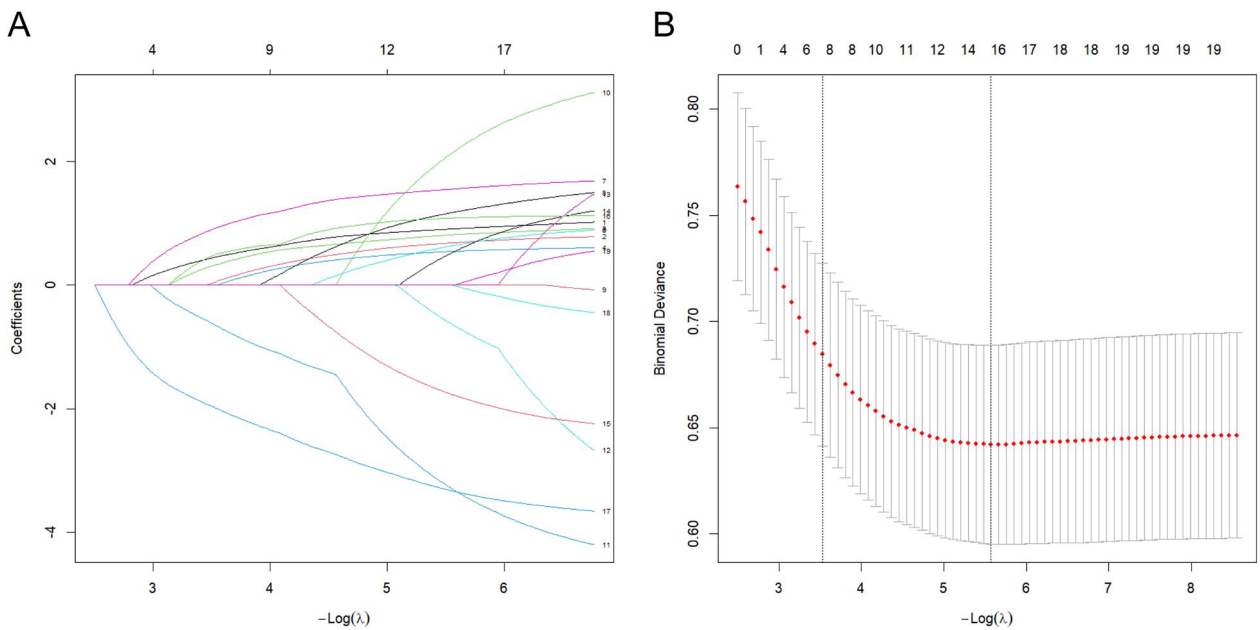 A
4 9 12 17
Coefficients
2
0
-2
-4
10
7
13
14
1
2
19
9
18
15
12
17
11
3 4 5 6
−Log(λ)
B
0 1 4 6 8 8 10 11 12 14 16 17 18 18 19 19 19 19
Binomial Deviance
0.80
0.75
0.70
0.65
0.60
3 4 5 6 7 8
−Log(λ)